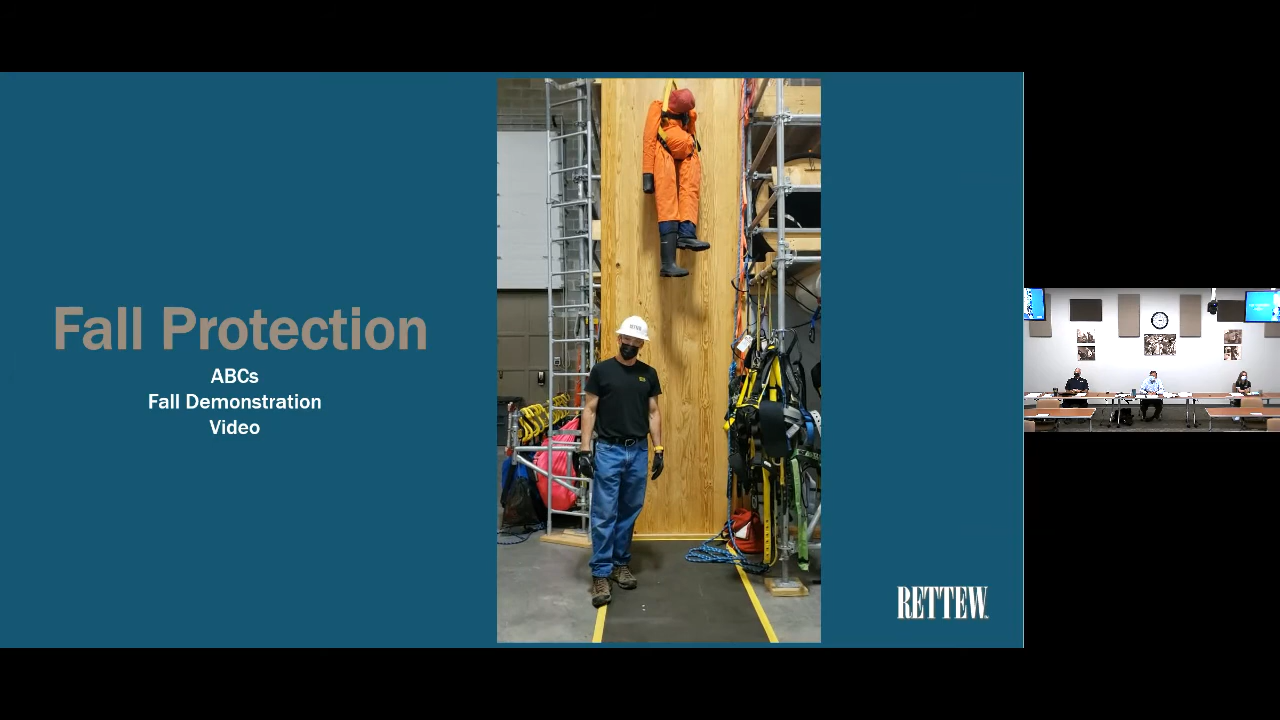 Fall Protection
ABCs
Fall Demonstration
Video
RETTEW